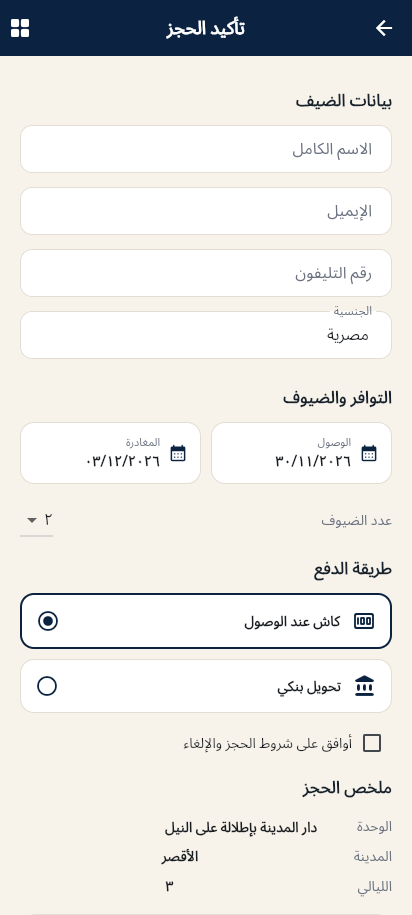 تأكيد الحجز
بيانات الضيف
الاسم الكامل
الإيميل
رقم التليفون
الجنسية
مصرية
التوافر والضيوف
الوصول
٣٠/١١/٢٠٢٦
المغادرة
٠٣/١٢/٢٠٢٦
عدد الضيوف ٢
طريقة الدفع
كاش عند الوصول
تحويل بنكي
أوافق على شروط الحجز والإلغاء
ملخص الحجز
الوحدة دار المدينة بإطلالة على النيل
المدينة الأقصر
الليالي ٣